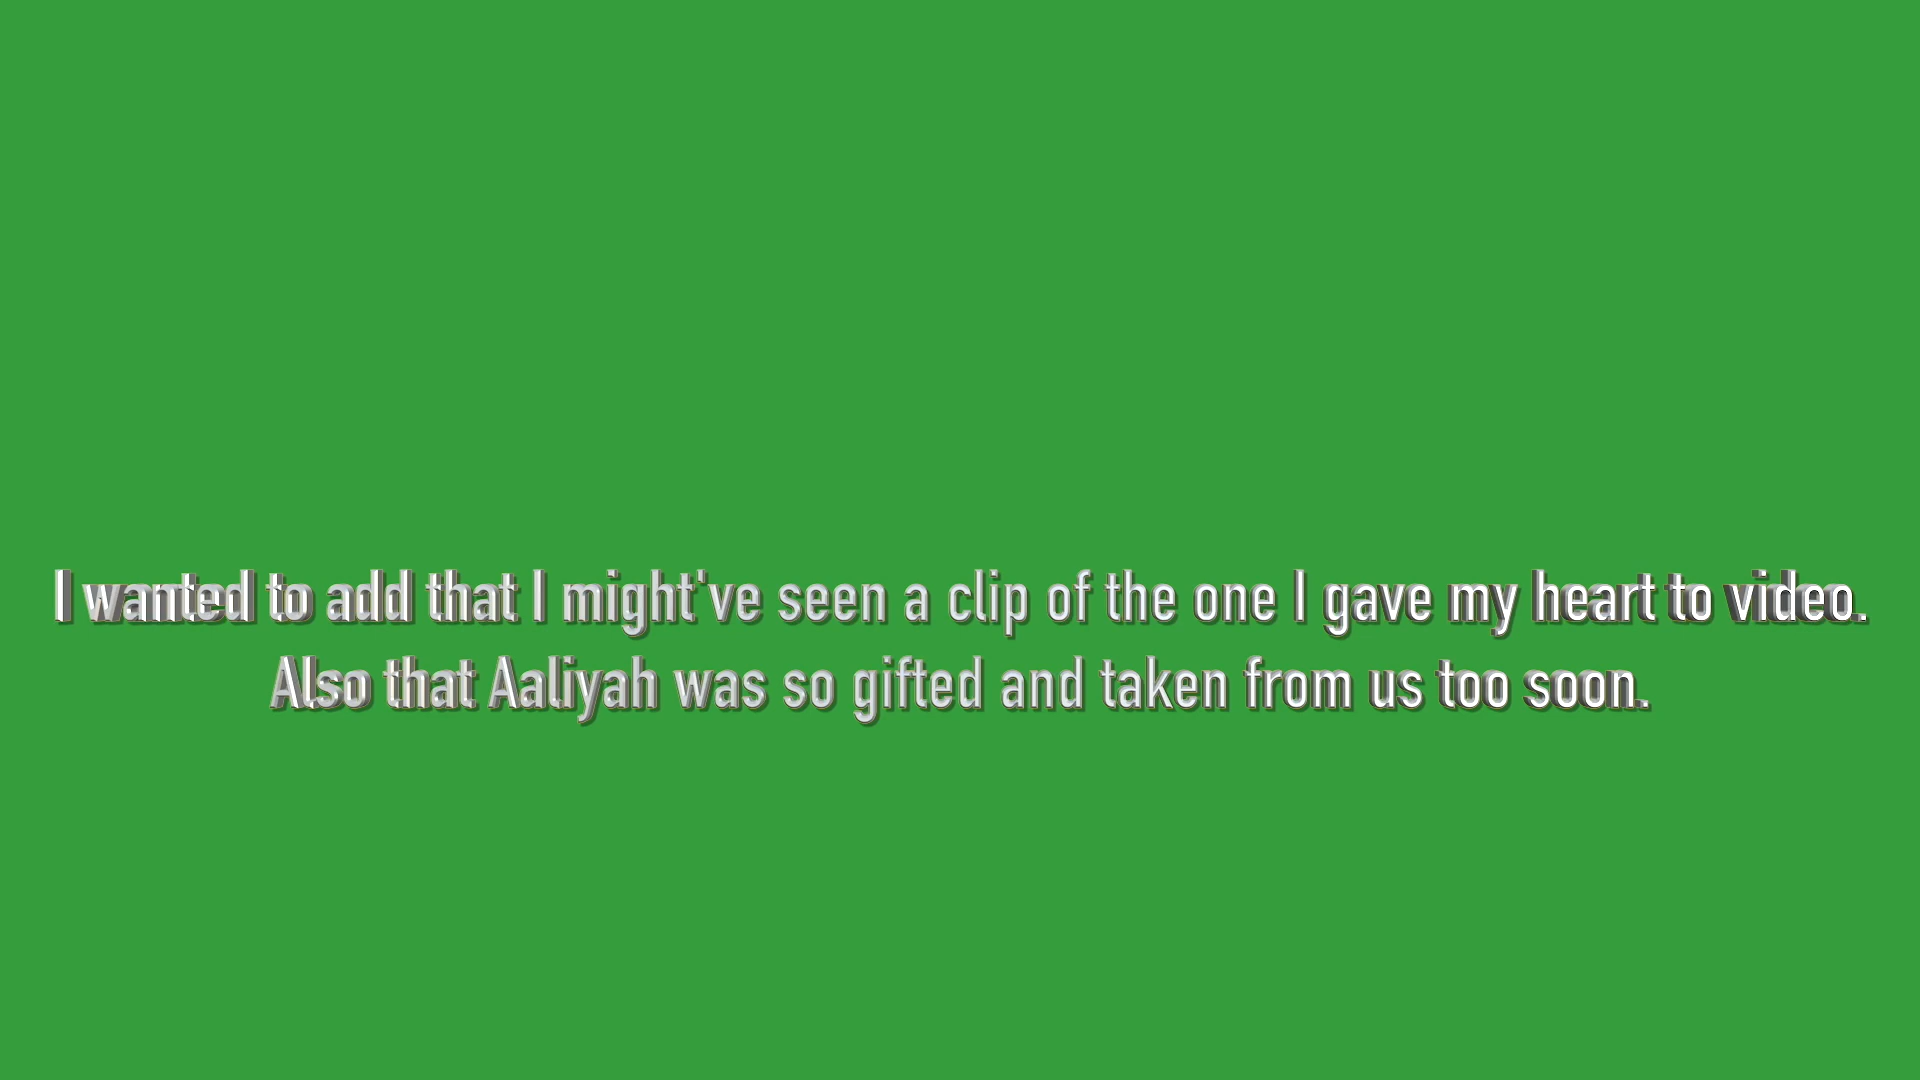 I wanted to add that I might've seen a clip of the one I gave my heart to video.
Also that Aaliyah was so gifted and taken from us too soon.